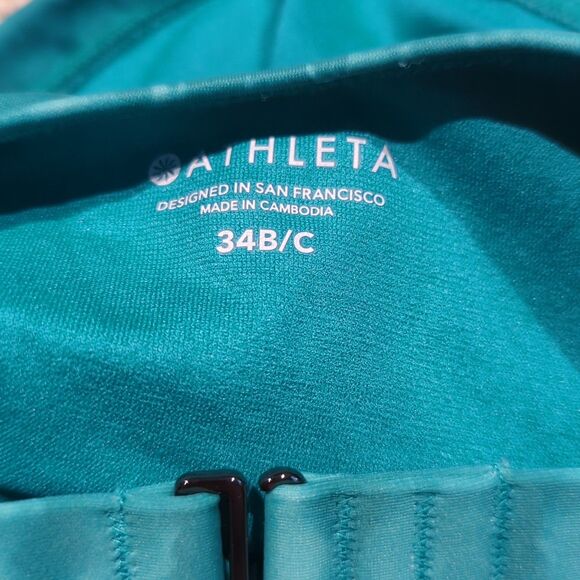 ATHLETA
DESIGNED IN SAN FRANCISCO
MADE IN CAMBODIA
34B/C